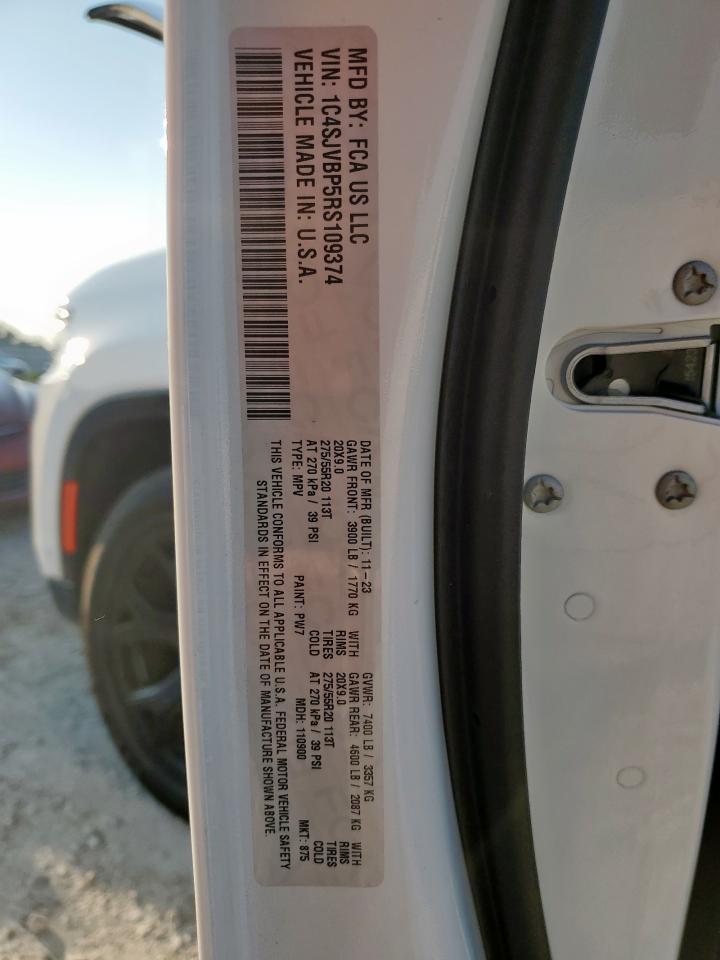 MFD BY: FCA US LLC
VIN: 1C4SJVBP5RS109374
VEHICLE MADE IN: U.S.A.
DATE OF MFR (BUILT): 11-23 GVWR: 7400 LB / 3357 KG
GAWR FRONT: 3900 LB / 1770 KG WITH GAWR REAR: 4600 LB / 2087 KG WITH
20X9.0 RIMS 20X9.0 RIMS
275/55R20 113T TIRES 275/55R20 113T TIRES
AT 270 kPa / 39 PSI COLD AT 270 kPa / 39 PSI COLD
TYPE: MPV PAINT: PW7 MDH: 110900 MKT: 875
THIS VEHICLE CONFORMS TO ALL APPLICABLE U.S.A. FEDERAL MOTOR VEHICLE SAFETY
STANDARDS IN EFFECT ON THE DATE OF MANUFACTURE SHOWN ABOVE.